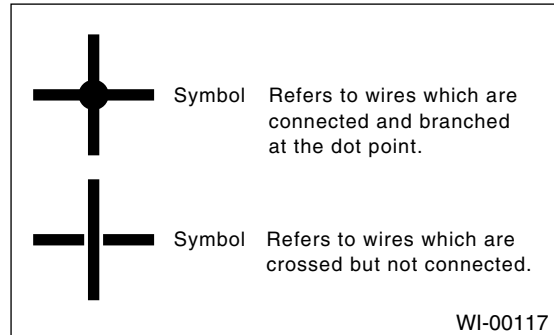 Symbol Refers to wires which are
connected and branched
at the dot point.
Symbol Refers to wires which are
crossed but not connected.
WI-00117